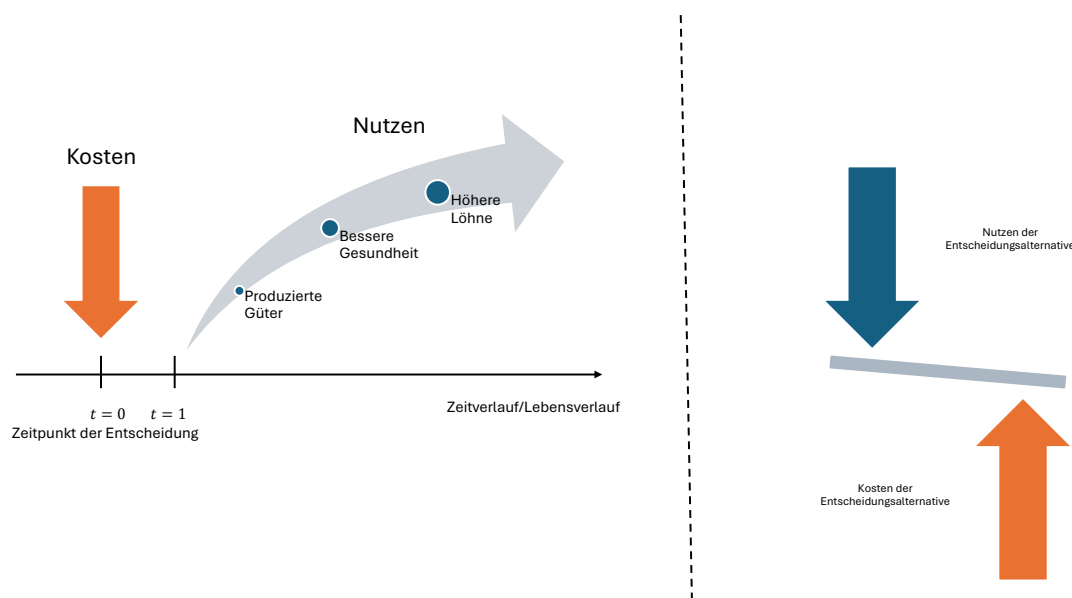 Kosten
Nutzen
Höhere
Löhne
Bessere
Gesundheit
Produzierte
Güter
t = 0
t = 1
Zeitpunkt der Entscheidung
Zeitverlauf/Lebensverlauf
Nutzen der
Entscheidungsalternative
Kosten der
Entscheidungsalternative